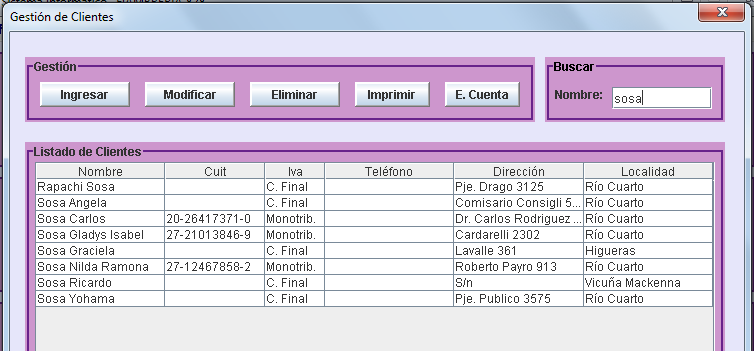 Gestión de Clientes
Gestión
Buscar
Ingresar Modificar Eliminar Imprimir E. Cuenta
Nombre: sosa
Listado de Clientes
Nombre Cuit Iva Teléfono Dirección Localidad
Rapachi Sosa C. Final Pje. Drago 3125 Río Cuarto
Sosa Angela C. Final Comisario Consigli 5... Río Cuarto
Sosa Carlos 20-26417371-0 Monotrib. Dr. Carlos Rodriguez ... Río Cuarto
Sosa Gladys Isabel 27-21013846-9 Monotrib. Cardarelli 2302 Río Cuarto
Sosa Graciela C. Final Lavalle 361 Higueras
Sosa Nilda Ramona 27-12467858-2 Monotrib. Roberto Payro 913 Río Cuarto
Sosa Ricardo C. Final S/n Vicuña Mackenna
Sosa Yohama C. Final Pje. Publico 3575 Río Cuarto